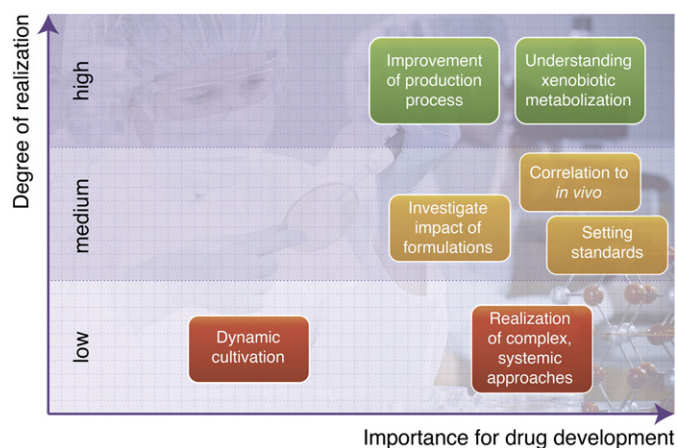 Degree of realization
high
medium
low
Improvement
of production
process
Understanding
xenobiotic
metabolization
Correlation to
in vivo
Investigate
impact of
formulations
Setting
standards
Dynamic
cultivation
Realization
of complex,
systemic
approaches
Importance for drug development